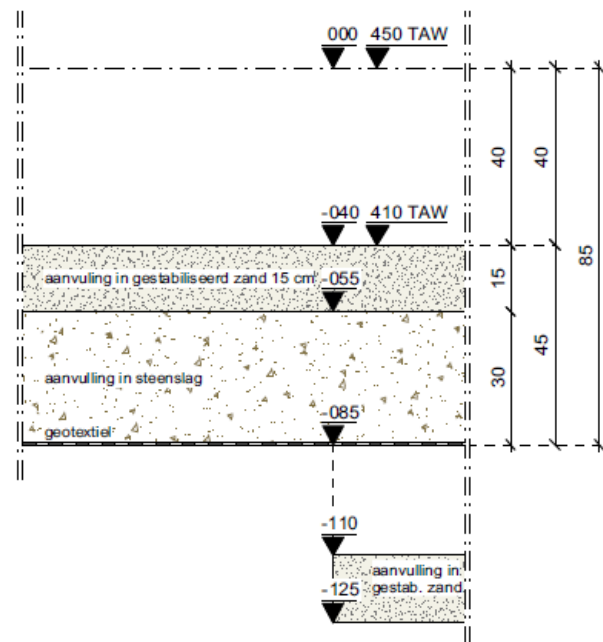 000 450 TAW
40
40
85
-040 410 TAW
aanvuling in gestabiliseerd zand 15 cm
-055
15
45
30
aanvulling in steenslag
-085
geotextiel
-110
aanvulling in
gestab. zand
-125